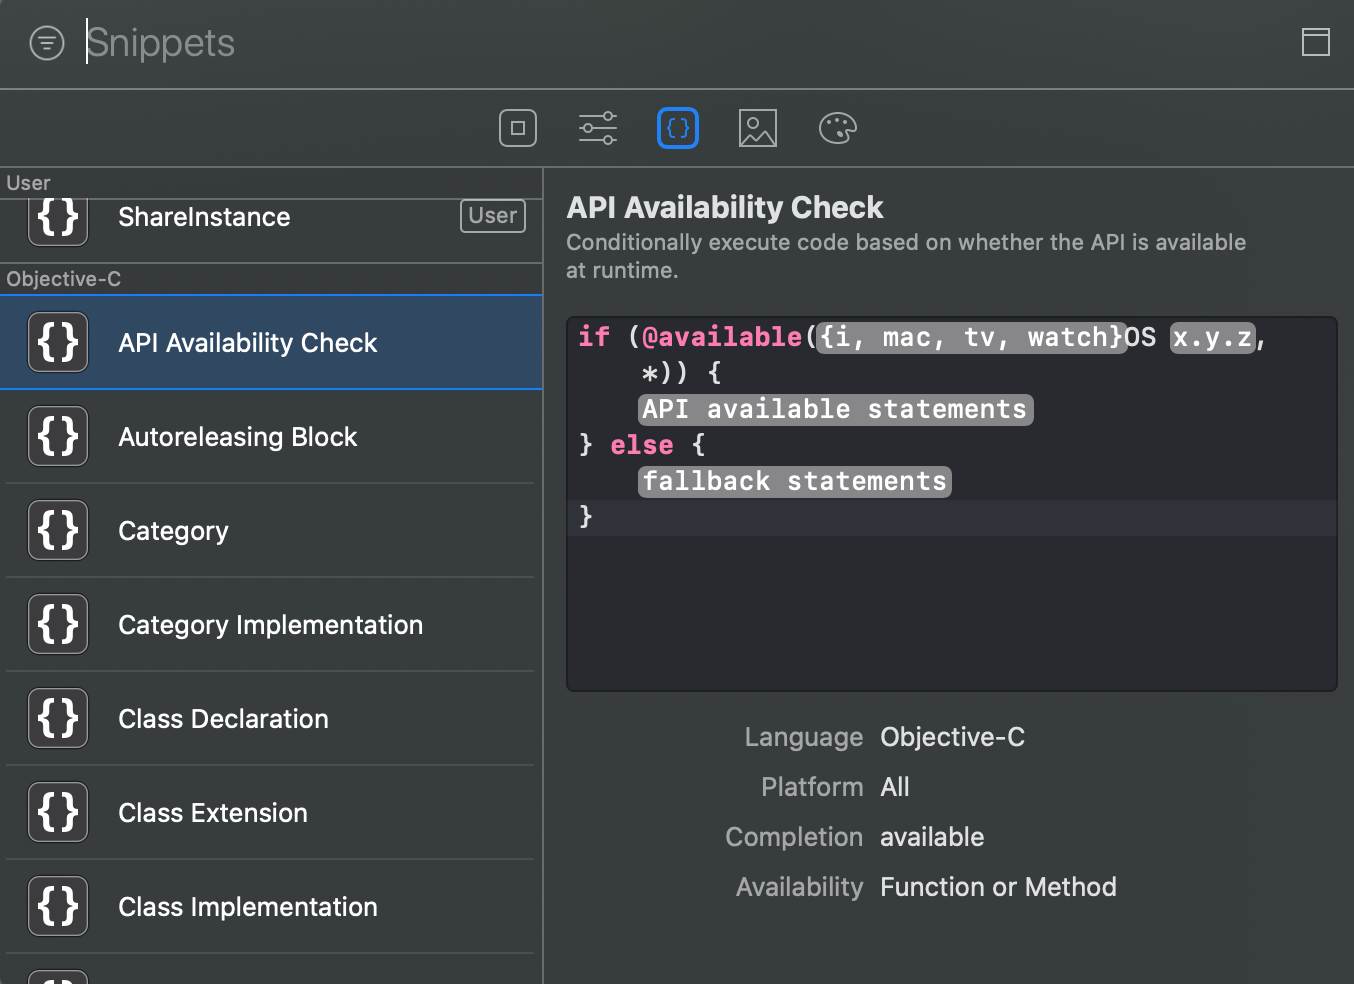 Snippets
User
{} ShareInstance User
Objective-C
{} API Availability Check
{} Autoreleasing Block
{} Category
{} Category Implementation
{} Class Declaration
{} Class Extension
{} Class Implementation
API Availability Check
Conditionally execute code based on whether the API is available
at runtime.
if (@available({i, mac, tv, watch}OS x.y.z,
*)) {
API available statements
} else {
fallback statements
}
Language Objective-C
Platform All
Completion available
Availability Function or Method